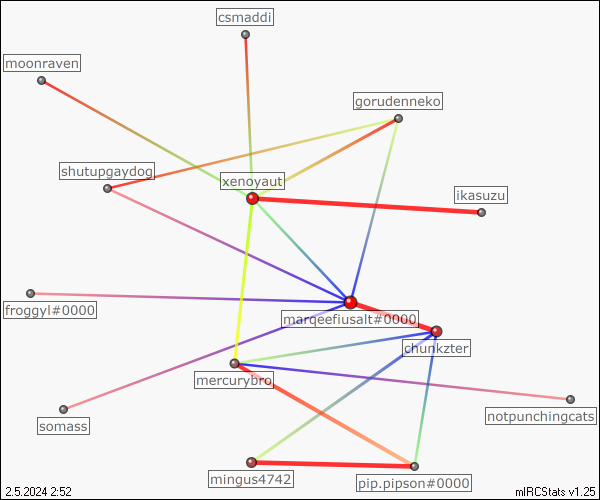 csmaddi
moonraven
gorudenneko
shutupgaydog
xenoyaut
ikasuzu
froggyl#0000
marqeefiusalt#0000
chunkzter
mercurybro
notpunchingcats
somass
mingus4742
pip.pipson#0000
2.5.2024 2:52
mIRCStats v1.25